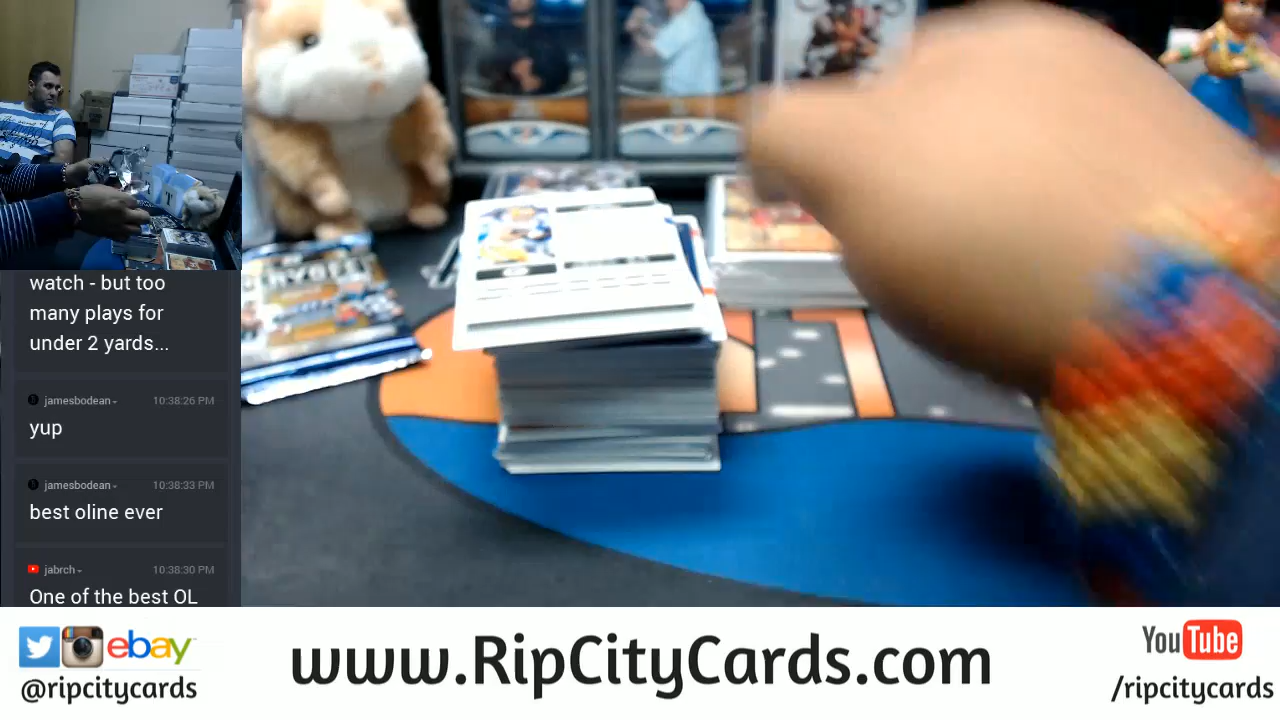 watch - but too
many plays for
under 2 yards...
jamesbodean 10:38:26 PM
yup
jamesbodean 10:38:33 PM
best oline ever
jabrch 10:38:30 PM
One of the best OL
ebay
@ripcitycards
www.RipCityCards.com
YouTube
/ripcitycards